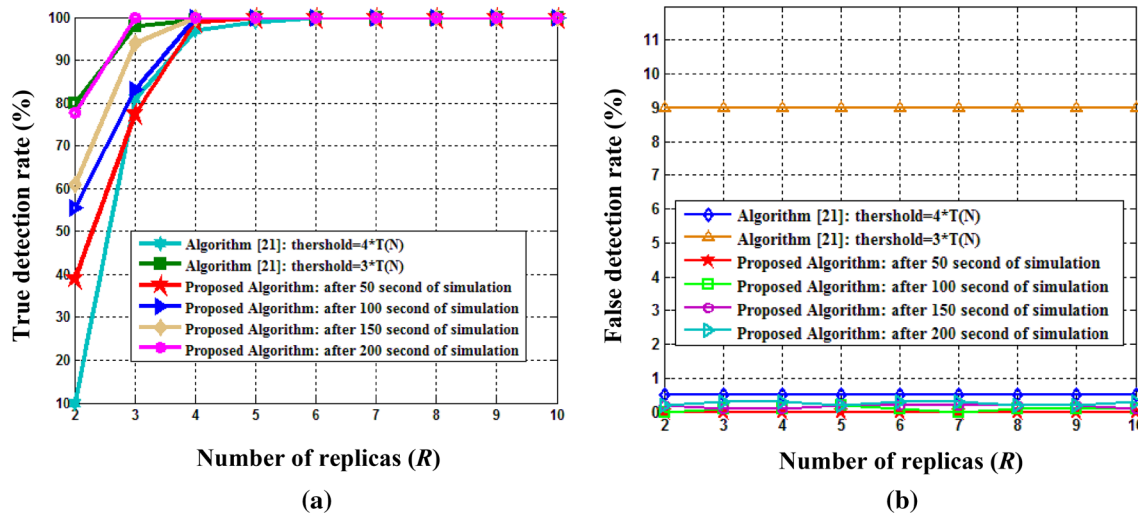 True detection rate (%)
100
90
80
70
60
50
40
30
20
10
Algorithm [21]: thershold=4*T(N)
Algorithm [21]: thershold=3*T(N)
Proposed Algorithm: after 50 second of simulation
Proposed Algorithm: after 100 second of simulation
Proposed Algorithm: after 150 second of simulation
Proposed Algorithm: after 200 second of simulation
2 3 4 5 6 7 8 9 10
Number of replicas (R)
(a)
False detection rate (%)
11
10
9
8
7
6
5
4
3
2
1
0
Algorithm [21]: thershold=4*T(N)
Algorithm [21]: thershold=3*T(N)
Proposed Algorithm: after 50 second of simulation
Proposed Algorithm: after 100 second of simulation
Proposed Algorithm: after 150 second of simulation
Proposed Algorithm: after 200 second of simulation
2 3 4 5 6 7 8 9 10
Number of replicas (R)
(b)